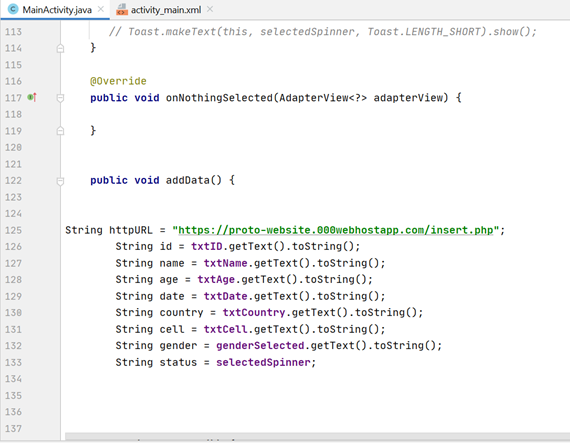 MainActivity.java activity_main.xml
113 // Toast.makeText(this, selectedSpinner, Toast.LENGTH_SHORT).show();
114 }
115
116 @Override
117 public void onNothingSelected(AdapterView<?> adapterView) {
118
119 }
120
121
122 public void addData() {
123
124
125 String httpURL = "https://proto-website.000webhostapp.com/insert.php";
126 String id = txtID.getText().toString();
127 String name = txtName.getText().toString();
128 String age = txtAge.getText().toString();
129 String date = txtDate.getText().toString();
130 String country = txtCountry.getText().toString();
131 String cell = txtCell.getText().toString();
132 String gender = genderSelected.getText().toString();
133 String status = selectedSpinner;
134
135
136
137